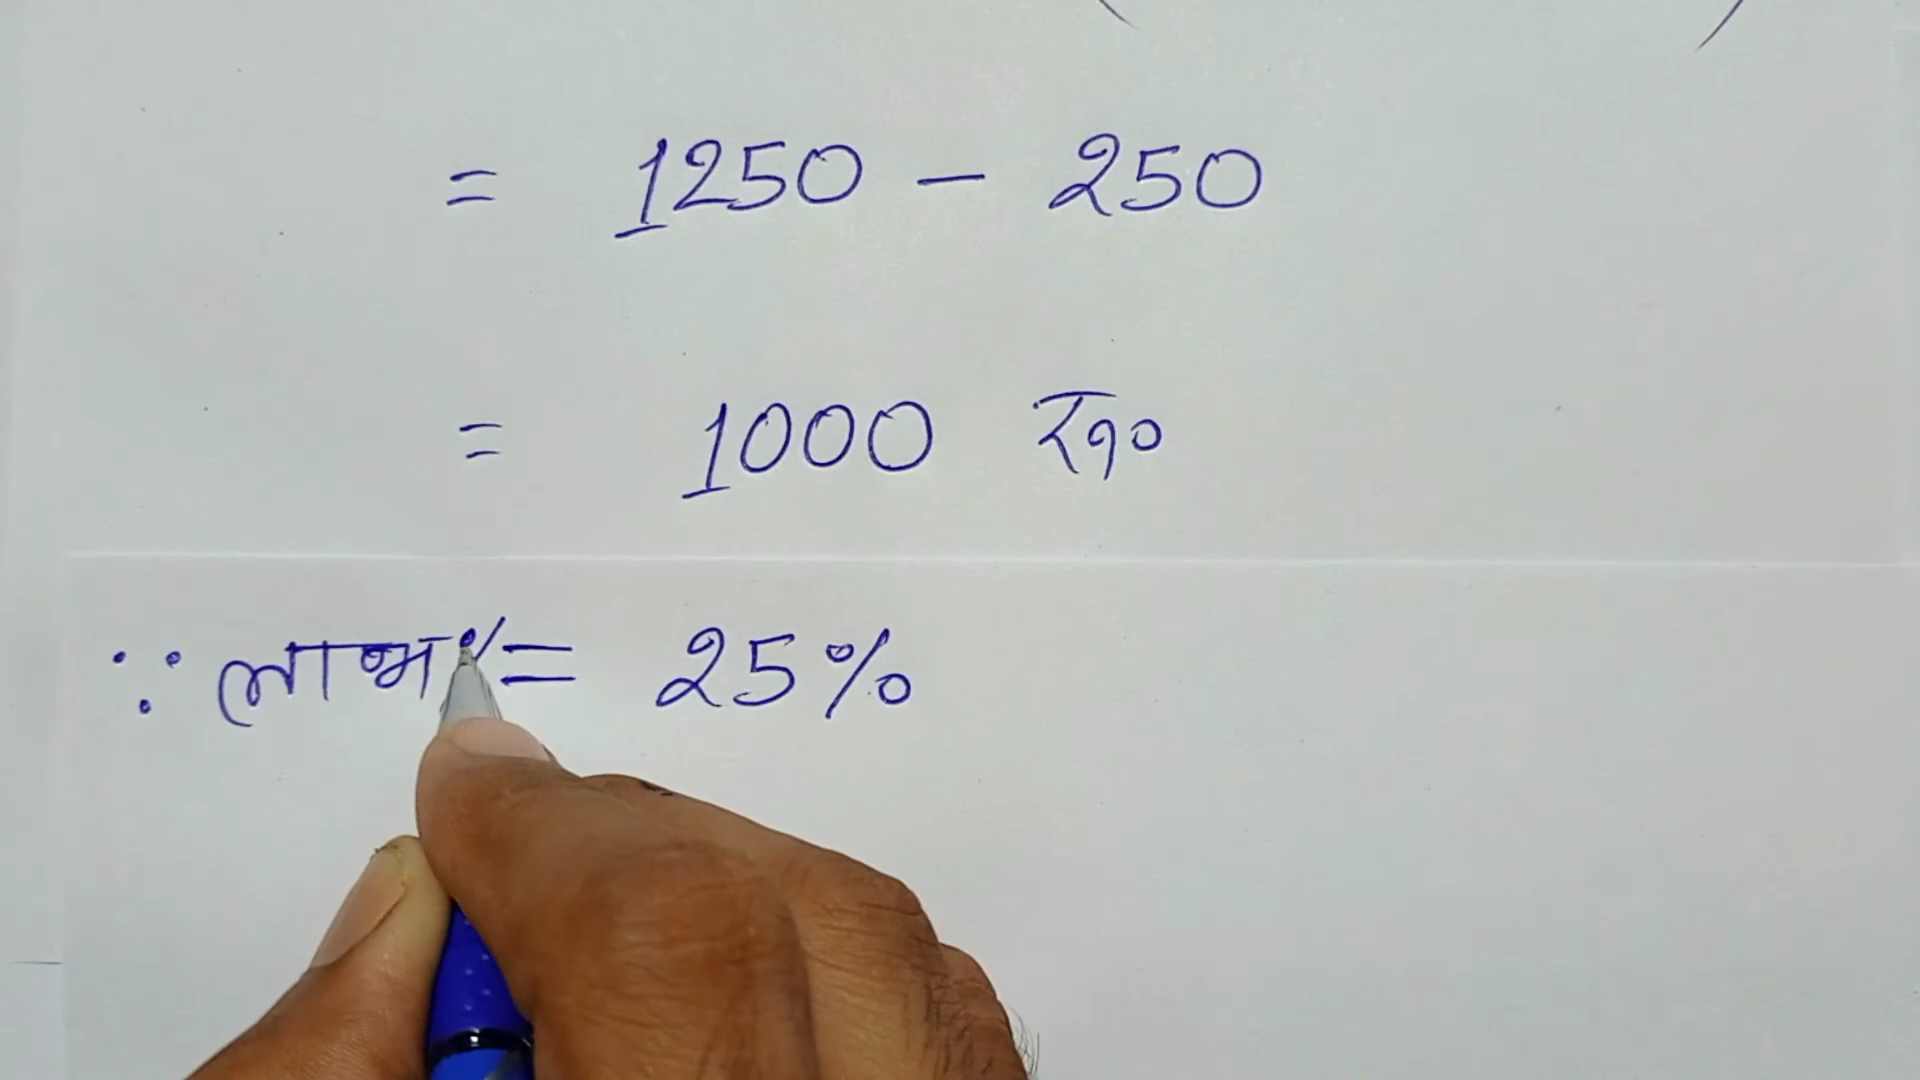 = 1250 - 250
= 1000 रु०
∵ लाभ% = 25%